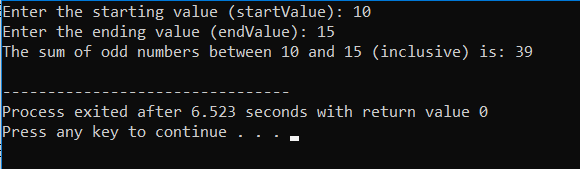 Enter the starting value (startValue): 10
Enter the ending value (endValue): 15
The sum of odd numbers between 10 and 15 (inclusive) is: 39
--------------------------------
Process exited after 6.523 seconds with return value 0
Press any key to continue . . .